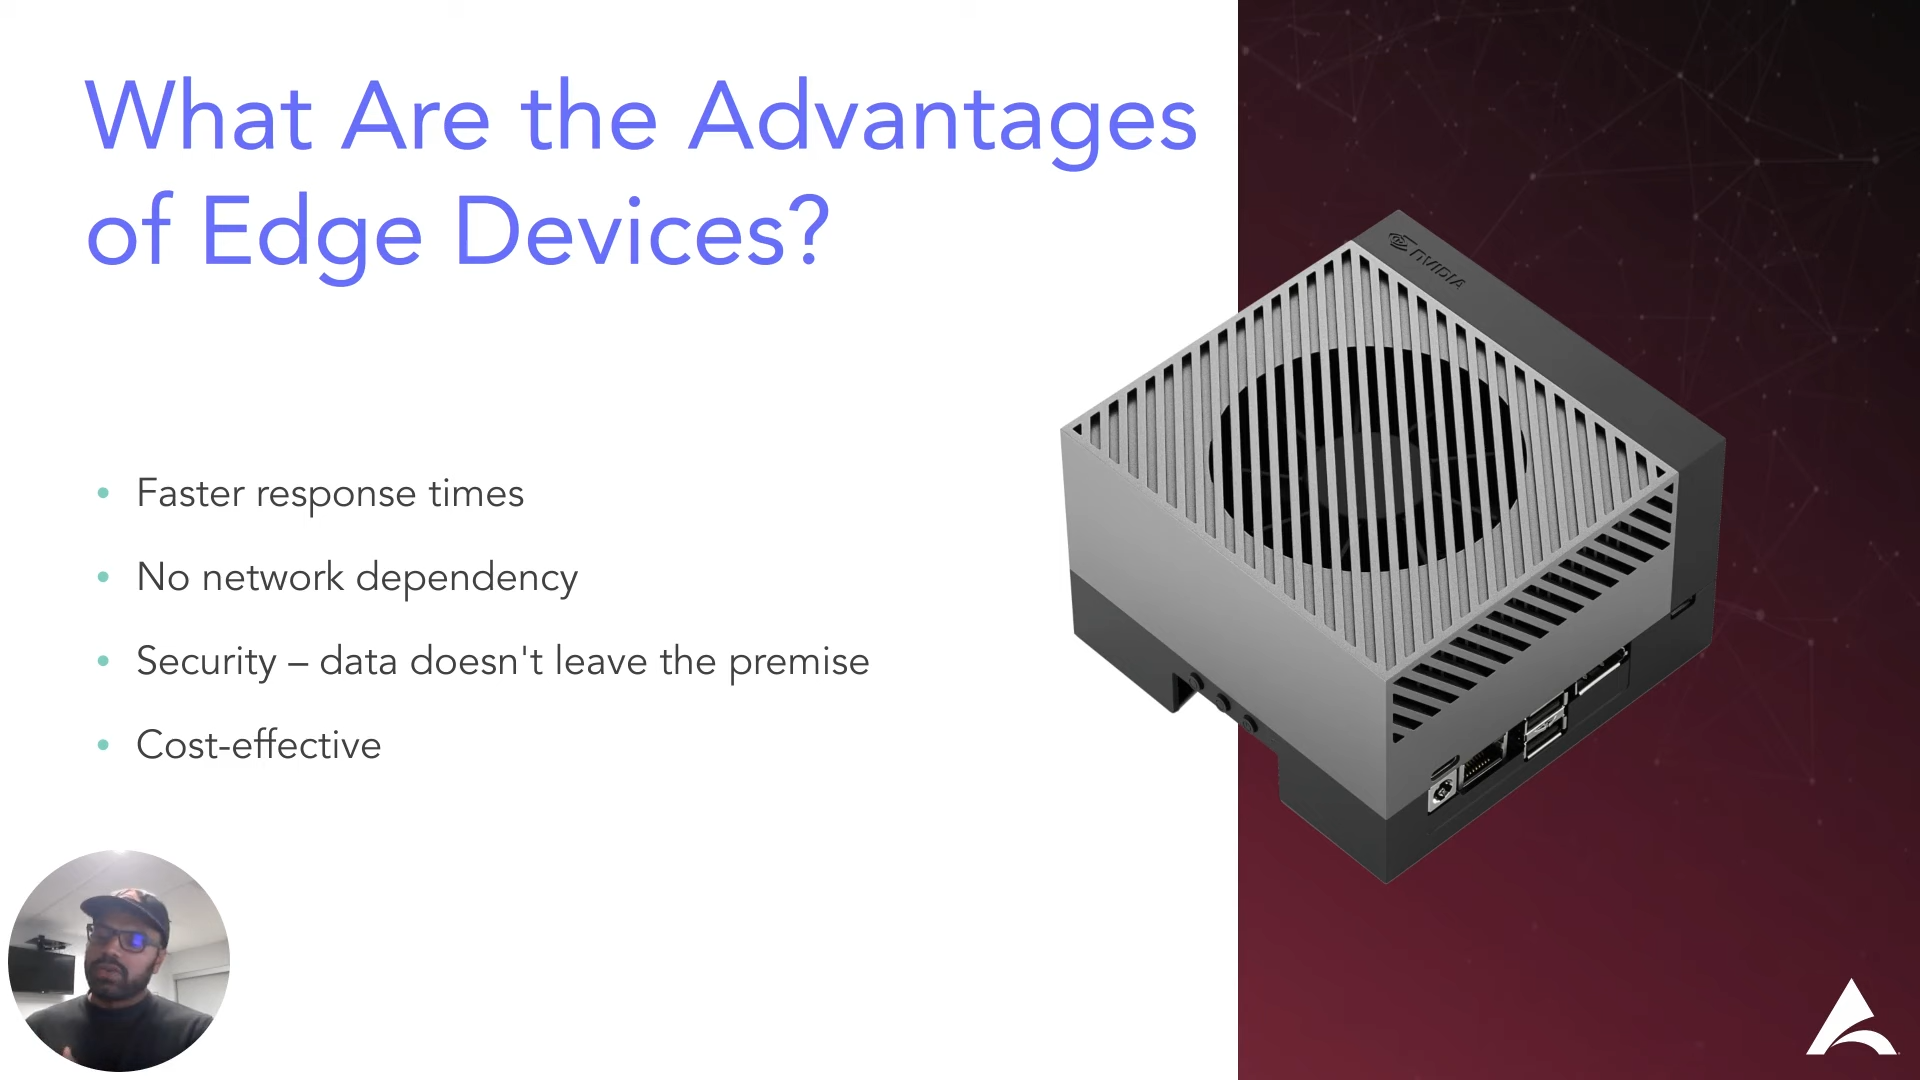 What Are the Advantages
of Edge Devices?
NVIDIA
• Faster response times
• No network dependency
• Security – data doesn't leave the premise
• Cost-effective